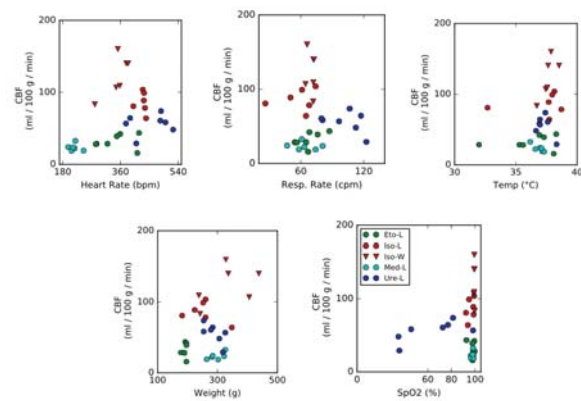 200
100
0
CBF
(ml / 100 g / min)
180 360 540
Heart Rate (bpm)
200
100
0
CBF
(ml / 100 g / min)
60 120
Resp. Rate (cpm)
200
100
0
CBF
(ml / 100 g / min)
30 35 40
Temp (°C)
200
100
0
CBF
(ml / 100 g / min)
100 300 500
Weight (g)
200
100
0
CBF
(ml / 100 g / min)
Eto-L
Iso-L
Iso-W
Med-L
Ure-L
0 20 40 60 80 100
SpO2 (%)